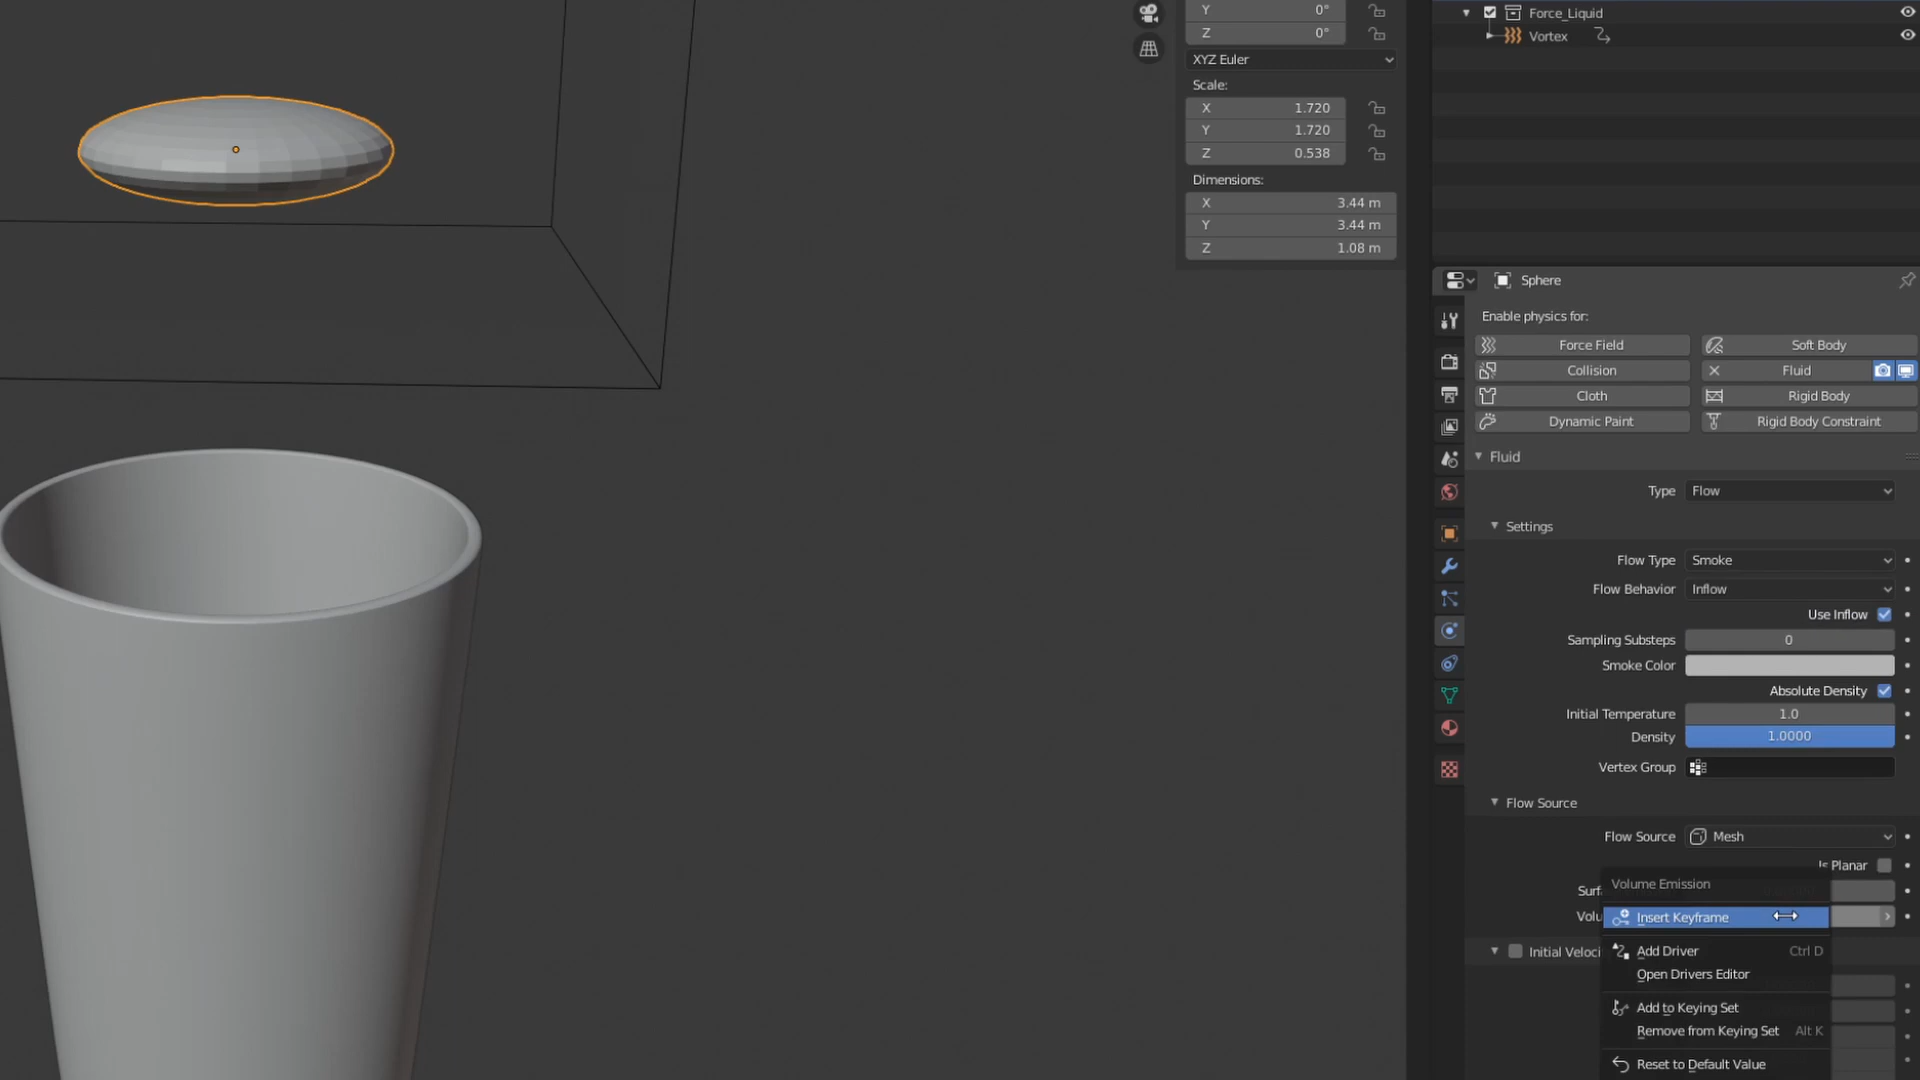 Y 0°
Z 0°
XYZ Euler
Scale:
X 1.720
Y 1.720
Z 0.538
Dimensions:
X 3.44 m
Y 3.44 m
Z 1.08 m
Force_Liquid
Vortex
Sphere
Enable physics for:
Force Field Soft Body
Collision Fluid
Cloth Rigid Body
Dynamic Paint Rigid Body Constraint
Fluid
Type Flow
Settings
Flow Type Smoke
Flow Behavior Inflow
Use Inflow
Sampling Substeps 0
Smoke Color
Absolute Density
Initial Temperature 1.0
Density 1.0000
Vertex Group
Flow Source
Flow Source Mesh
Is Planar
Volume Emission
Surf
Volu
Insert Keyframe
Initial Veloci
Add Driver Ctrl D
Open Drivers Editor
Add to Keying Set
Remove from Keying Set Alt K
Reset to Default Value